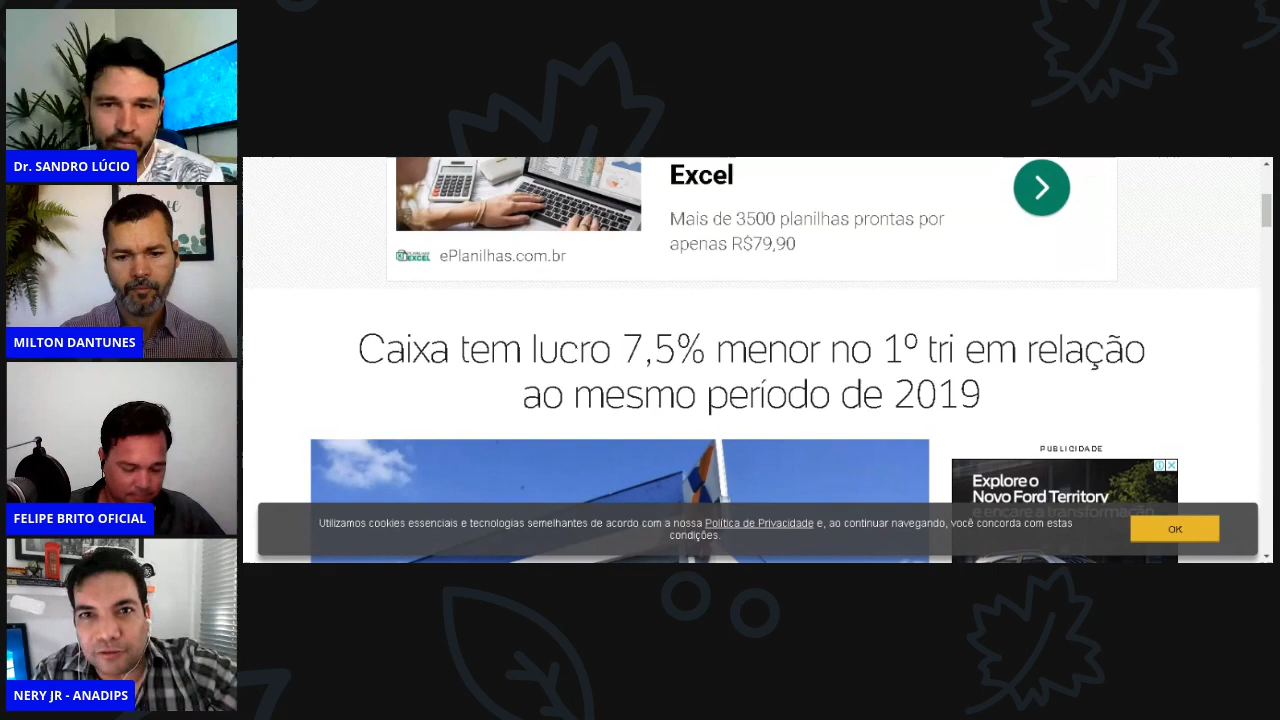 Dr. SANDRO LÚCIO
MILTON DANTUNES
FELIPE BRITO OFICIAL
NERY JR - ANADIPS
Excel
Mais de 3500 planilhas prontas por
apenas R$79,90
ePlanilhas.com.br
Caixa tem lucro 7,5% menor no 1º tri em relação
ao mesmo período de 2019
PUBLICIDADE
Explore o
Novo Ford Territory
e encare a transformação
Utilizamos cookies essenciais e tecnologias semelhantes de acordo com a nossa Política de Privacidade e, ao continuar navegando, você concorda com estas
condições.
OK